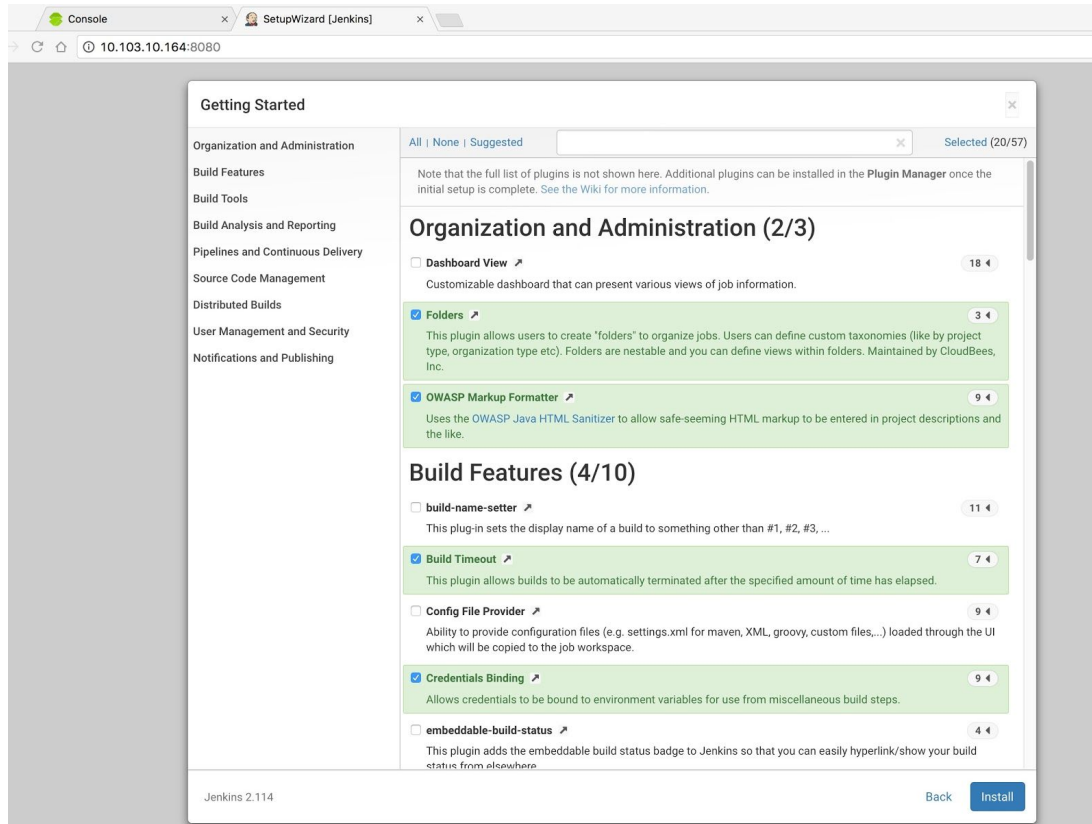 Console
SetupWizard [Jenkins]
10.103.10.164:8080
Getting Started
Organization and Administration
Build Features
Build Tools
Build Analysis and Reporting
Pipelines and Continuous Delivery
Source Code Management
Distributed Builds
User Management and Security
Notifications and Publishing
All | None | Suggested
Selected (20/57)
Note that the full list of plugins is not shown here. Additional plugins can be installed in the Plugin Manager once the
initial setup is complete. See the Wiki for more information.
Organization and Administration (2/3)
Dashboard View 18
Customizable dashboard that can present various views of job information.
Folders 3
This plugin allows users to create "folders" to organize jobs. Users can define custom taxonomies (like by project
type, organization type etc). Folders are nestable and you can define views within folders. Maintained by CloudBees,
Inc.
OWASP Markup Formatter 9
Uses the OWASP Java HTML Sanitizer to allow safe-seeming HTML markup to be entered in project descriptions and
the like.
Build Features (4/10)
build-name-setter 11
This plug-in sets the display name of a build to something other than #1, #2, #3, ...
Build Timeout 7
This plugin allows builds to be automatically terminated after the specified amount of time has elapsed.
Config File Provider 9
Ability to provide configuration files (e.g. settings.xml for maven, XML, groovy, custom files,...) loaded through the UI
which will be copied to the job workspace.
Credentials Binding 9
Allows credentials to be bound to environment variables for use from miscellaneous build steps.
embeddable-build-status 4
This plugin adds the embeddable build status badge to Jenkins so that you can easily hyperlink/show your build
status from elsewhere
Jenkins 2.114
Back
Install